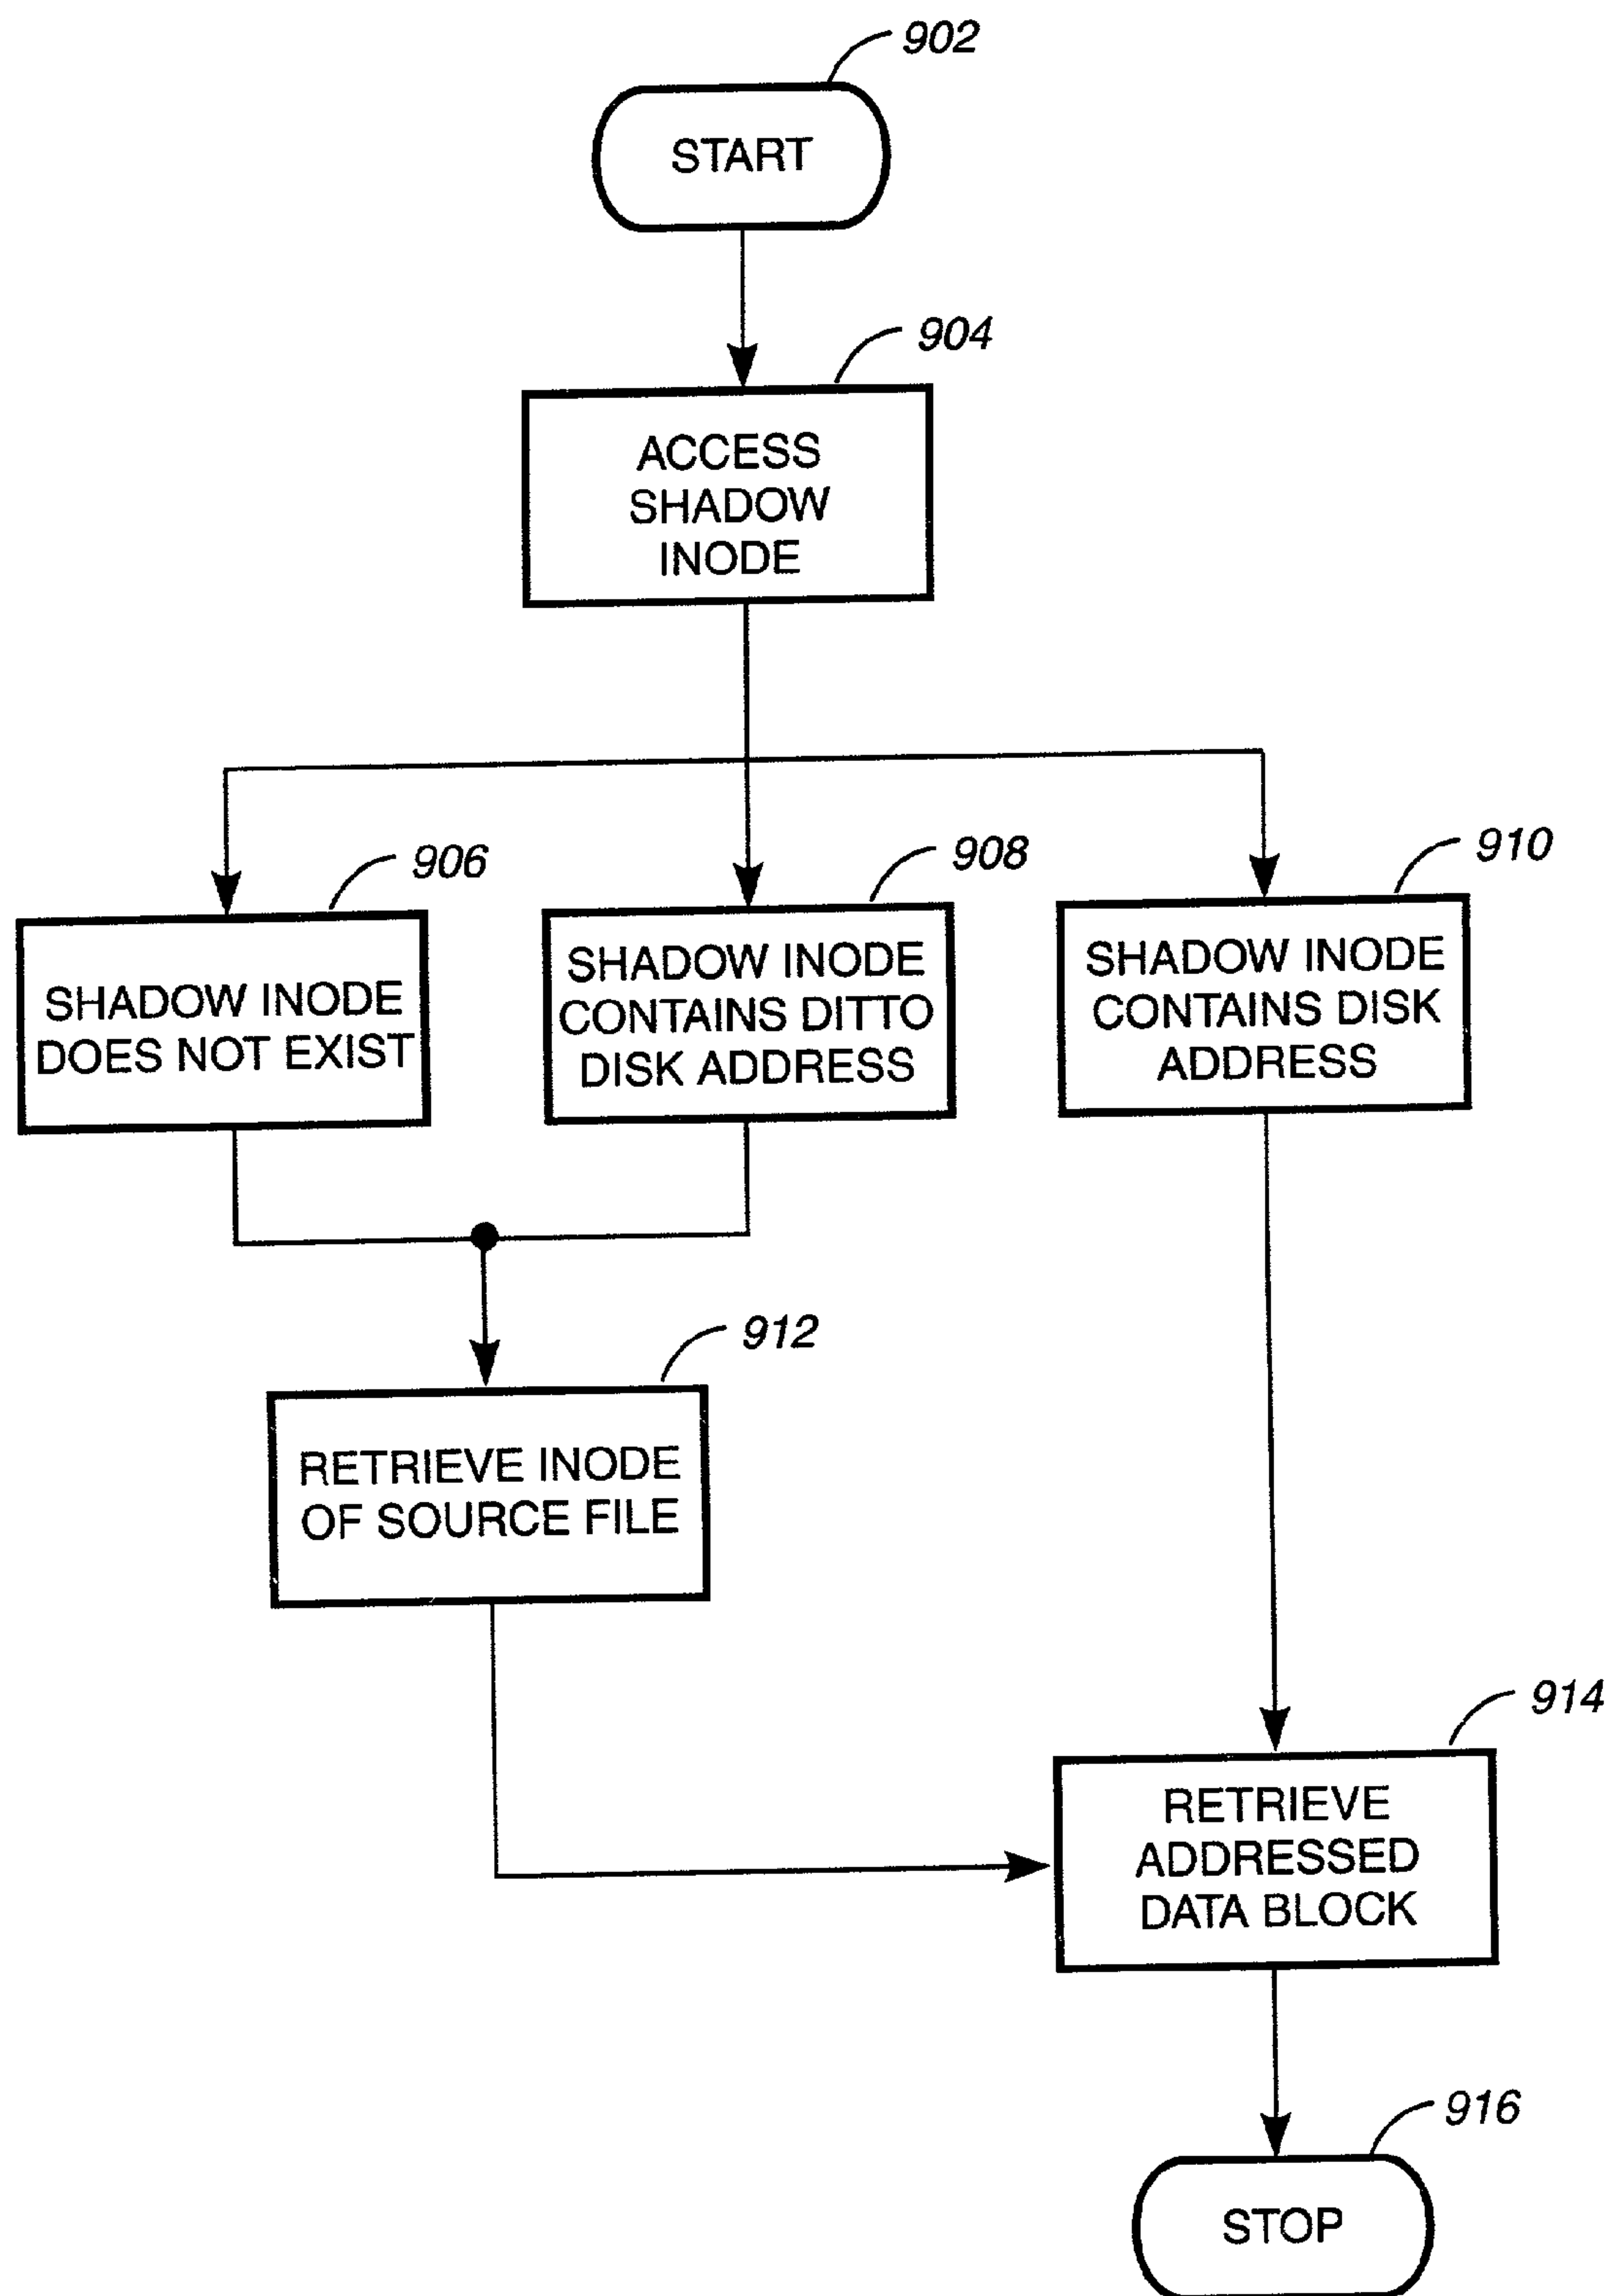 902
START
904
ACCESS
SHADOW
INODE
906
SHADOW INODE
DOES NOT EXIST
908
SHADOW INODE
CONTAINS DITTO
DISK ADDRESS
910
SHADOW INODE
CONTAINS DISK
ADDRESS
912
RETRIEVE INODE
OF SOURCE FILE
914
RETRIEVE
ADDRESSED
DATA BLOCK
916
STOP